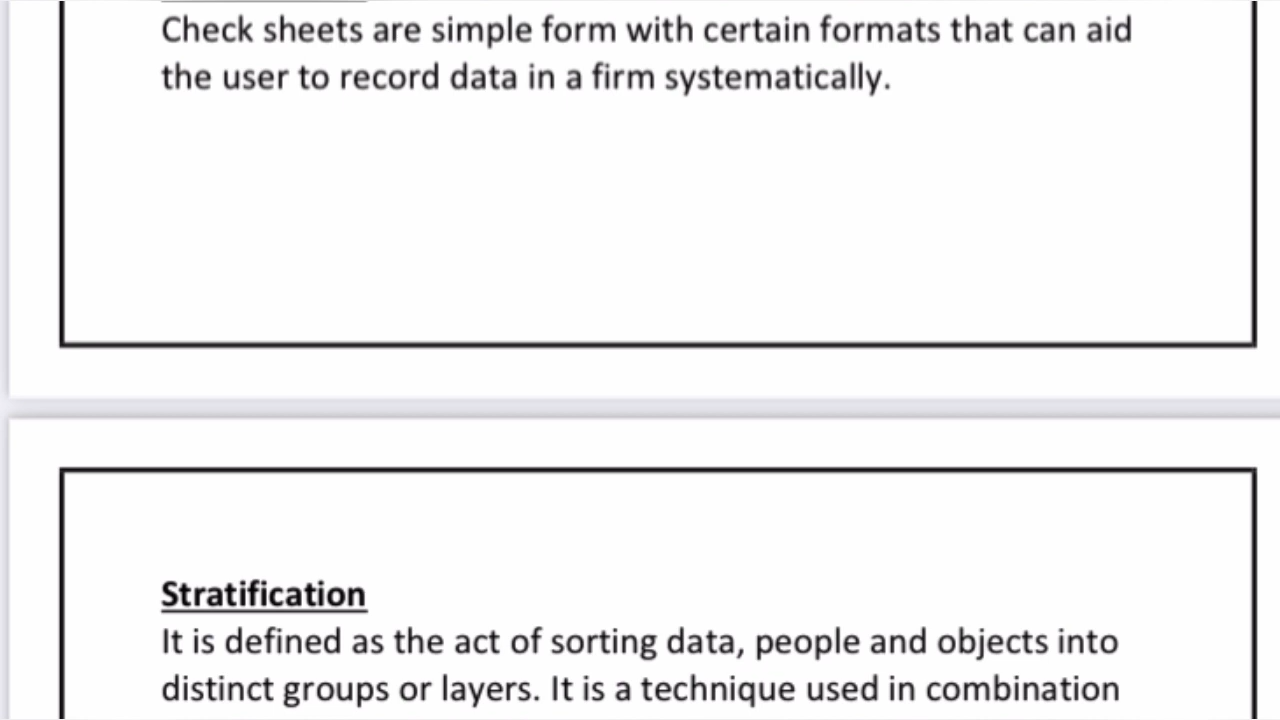 Check sheets are simple form with certain formats that can aid
the user to record data in a firm systematically.
Stratification
It is defined as the act of sorting data, people and objects into
distinct groups or layers. It is a technique used in combination